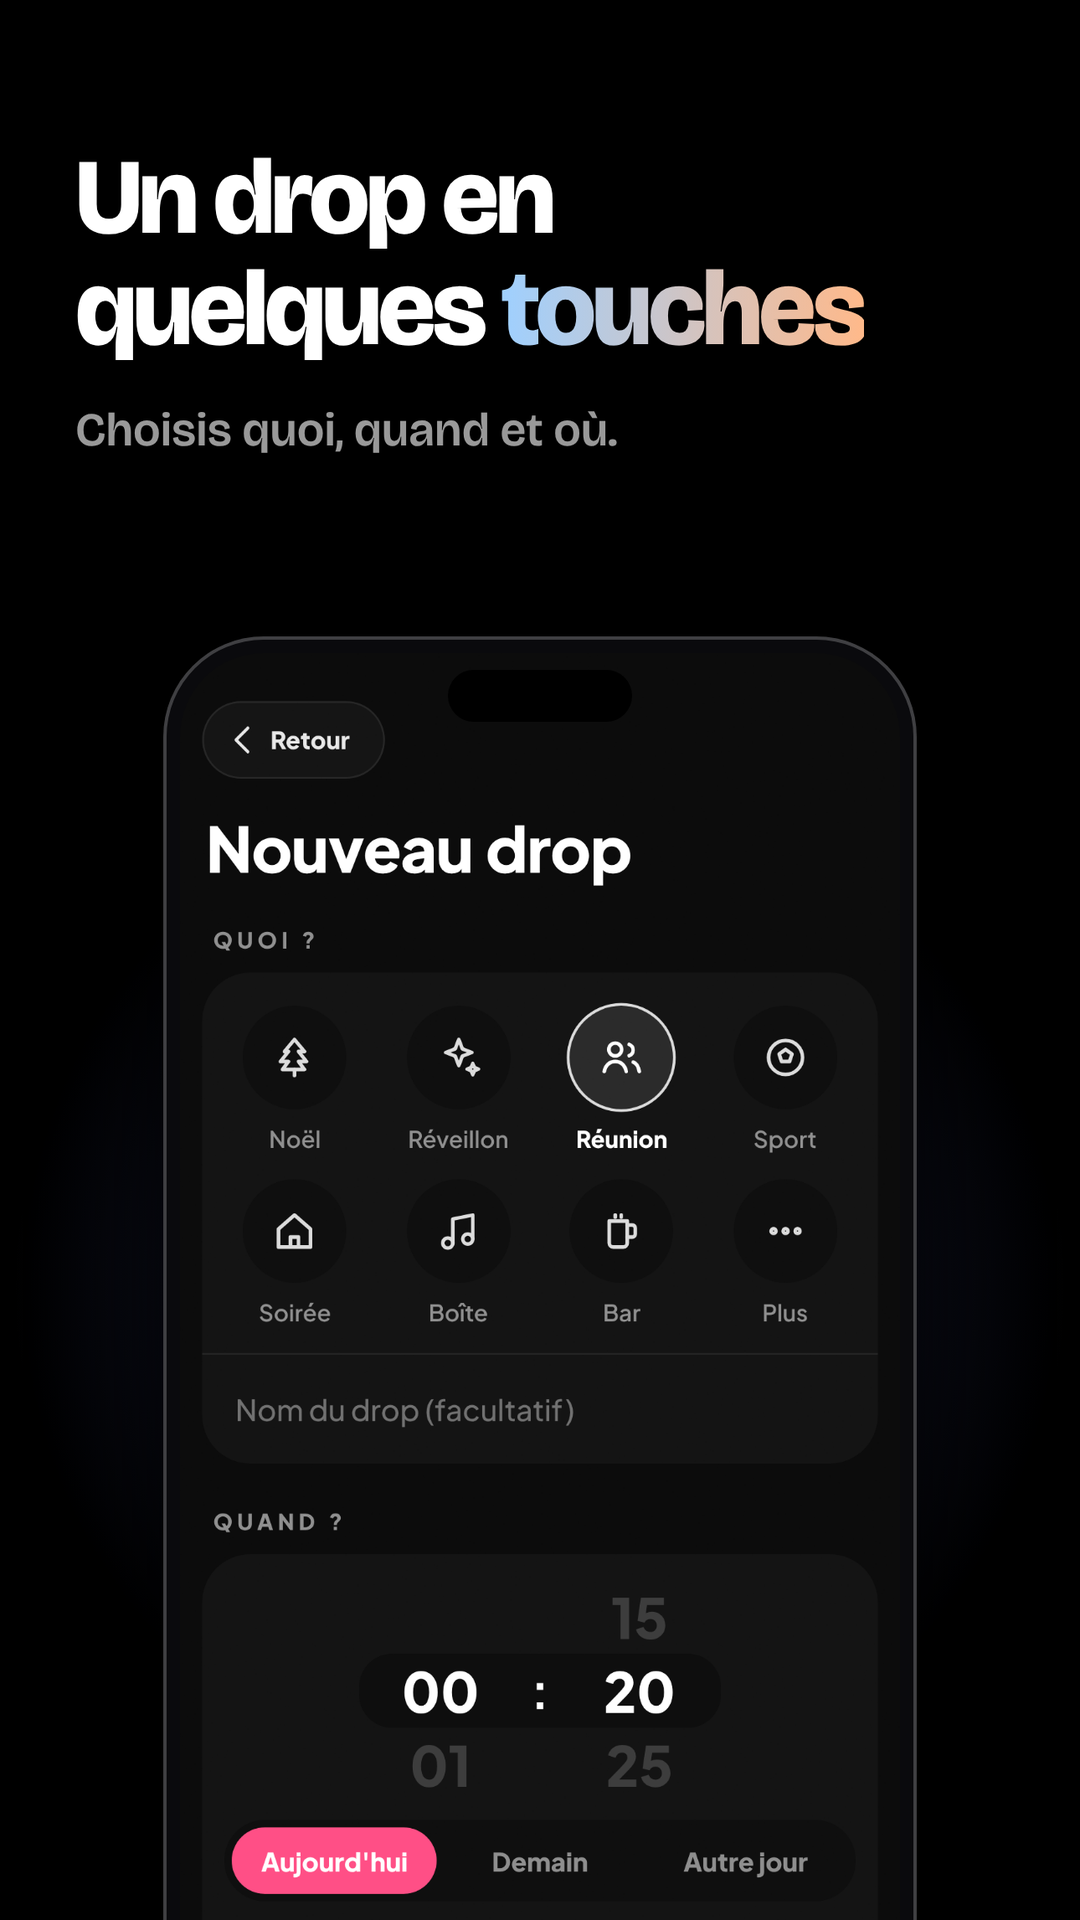 Un drop en
quelques touches
Choisis quoi, quand et où.
Retour
Nouveau drop
QUOI ?
Noël
Réveillon
Réunion
Sport
Soirée
Boîte
Bar
Plus
Nom du drop (facultatif)
QUAND ?
15
00 : 20
01 25
Aujourd'hui
Demain
Autre jour